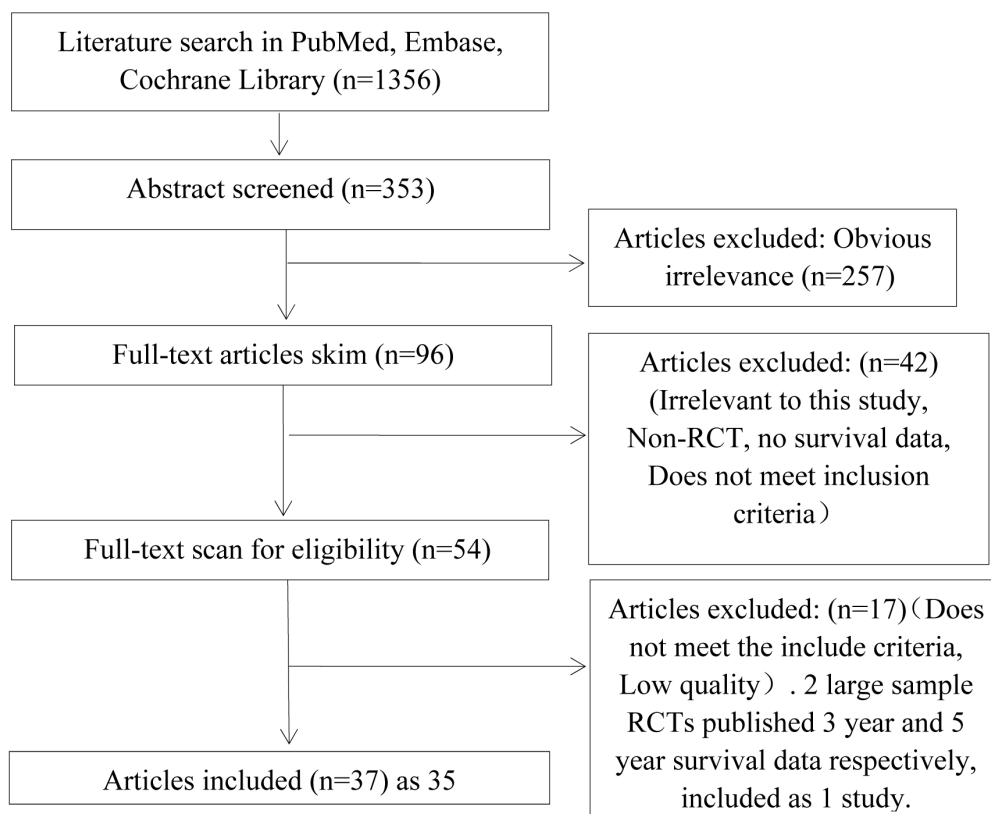 Literature search in PubMed, Embase,
Cochrane Library (n=1356)
Abstract screened (n=353)
Articles excluded: Obvious
irrelevance (n=257)
Full-text articles skim (n=96)
Articles excluded: (n=42)
(Irrelevant to this study,
Non-RCT, no survival data,
Does not meet inclusion
criteria）
Full-text scan for eligibility (n=54)
Articles excluded: (n=17)（Does
not meet the include criteria,
Low quality）. 2 large sample
RCTs published 3 year and 5
year survival data respectively,
included as 1 study.
Articles included (n=37) as 35